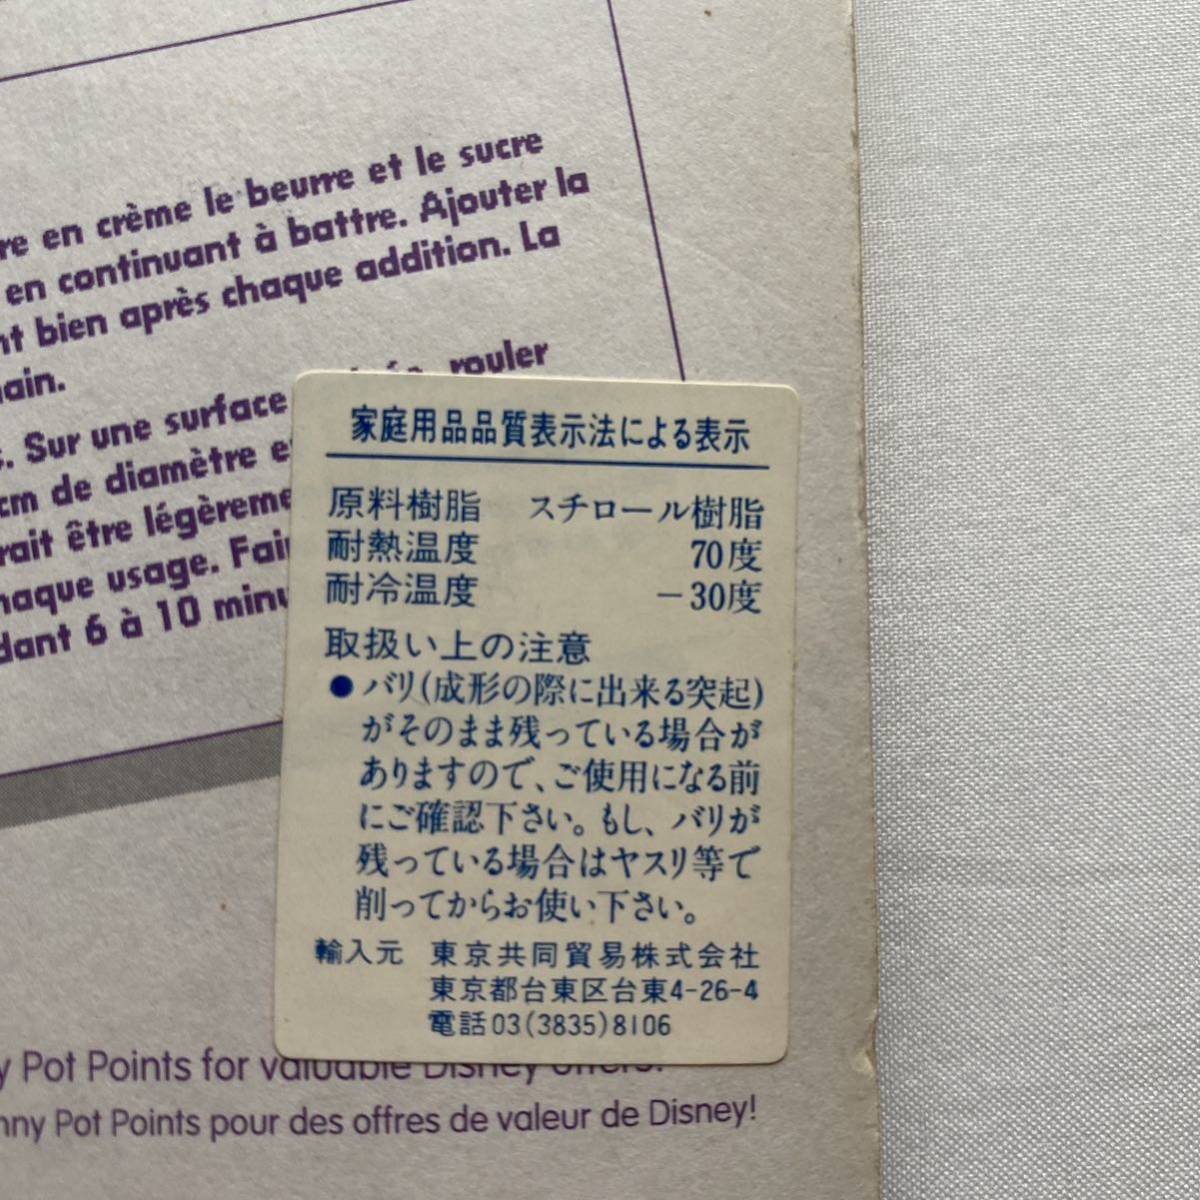 re en crème le beurre et le sucre
en continuant à battre. Ajouter la
nt bien après chaque addition. La
ain.
s. Sur une surface rouler
cm de diamètre e
rait être légèreme
haque usage. Fai
dant 6 à 10 minu
家庭用品品質表示法による表示
原料樹脂 スチロール樹脂
耐熱温度 70度
耐冷温度 -30度
取扱い上の注意
●バリ(成形の際に出来る突起)
がそのまま残っている場合が
ありますので、ご使用になる前
にご確認下さい。もし、バリが
残っている場合はヤスリ等で
削ってからお使い下さい。
輸入元 東京共同貿易株式会社
東京都台東区台東4-26-4
電話03(3835)8106
y Pot Points for valuable Disney offers!
nny Pot Points pour des offres de valeur de Disney!